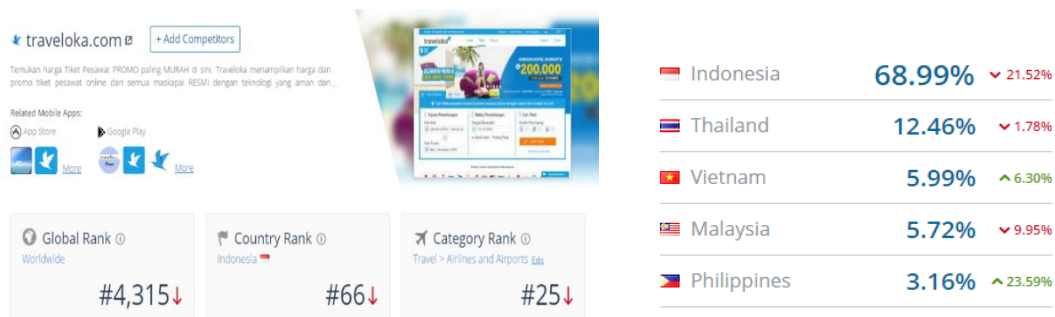 traveloka.com
+ Add Competitors
Temukan harga Tiket Pesawat PROMO paling MURAH di sini. Traveloka menampilkan harga dan
promo tiket pesawat online dari semua maskapai RESMI dengan teknologi yang aman dan...
Related Mobile Apps:
App Store
Google Play
More
More
traveloka
200.000
Global Rank
Worldwide
#4,315
Country Rank
Indonesia
#66
Category Rank
Travel > Airlines and Airports Edit
#25
Indonesia 68.99% 21.52%
Thailand 12.46% 1.78%
Vietnam 5.99% 6.30%
Malaysia 5.72% 9.95%
Philippines 3.16% 23.59%